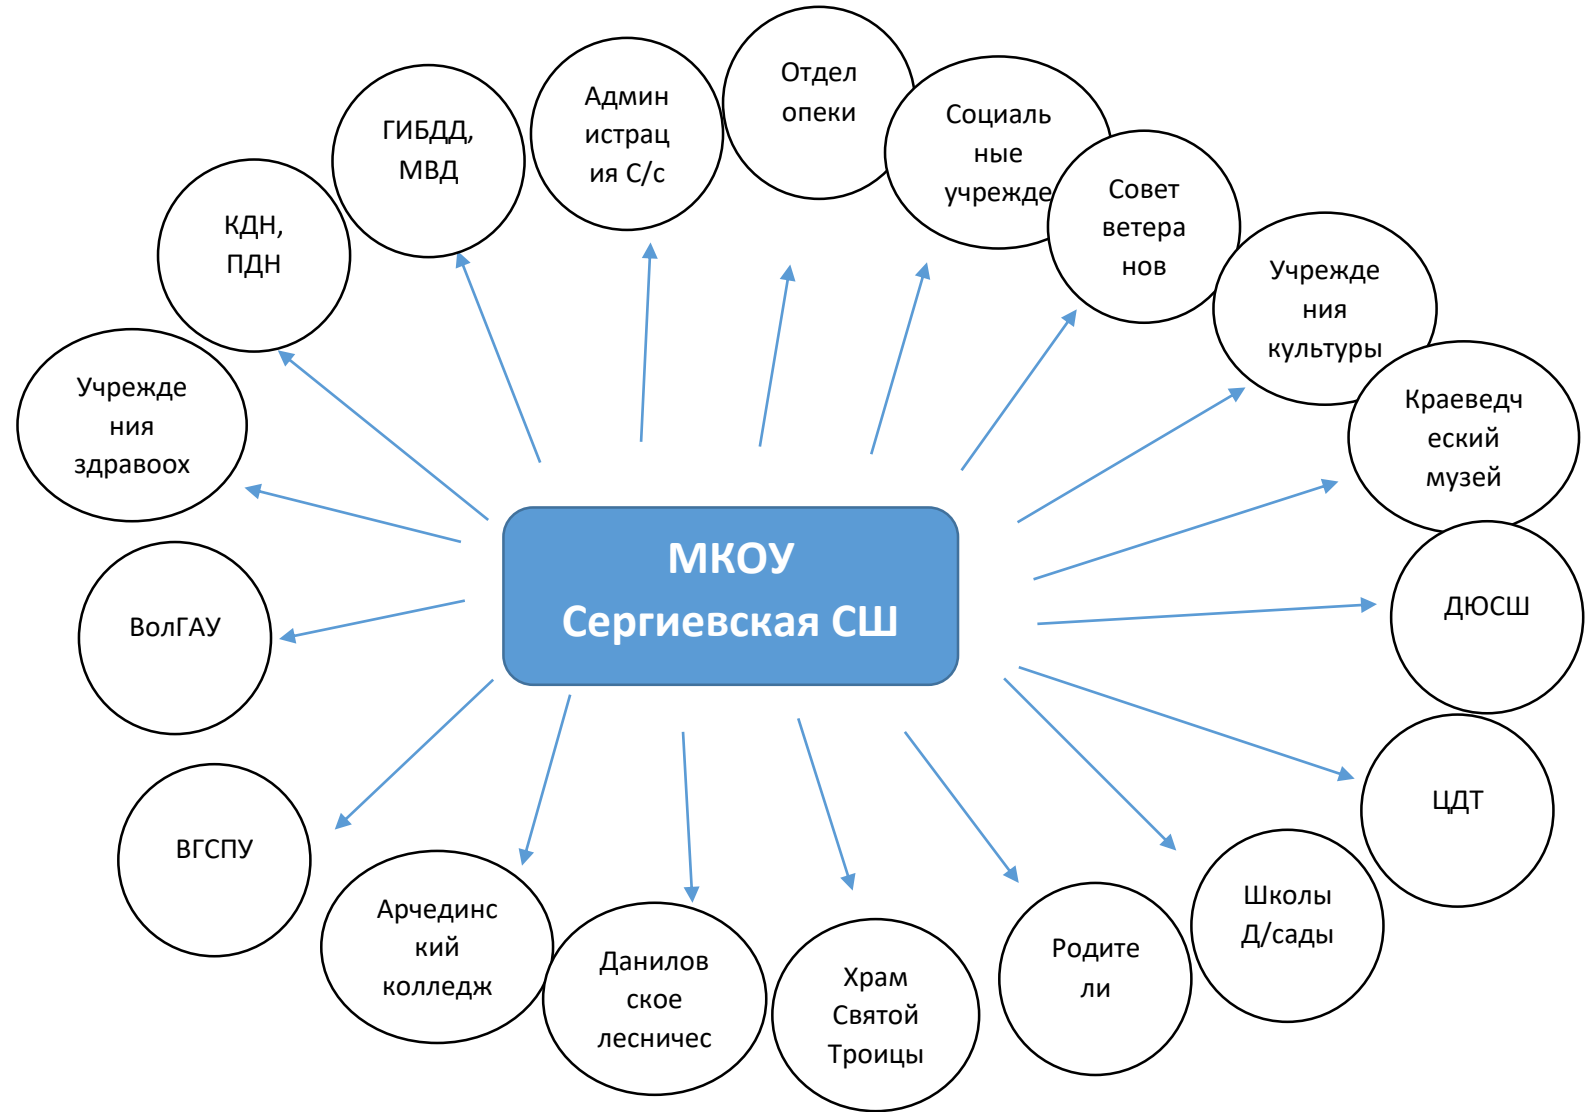 Отдел
опеки
Админ
истрац
ия С/с
Социаль
ные
учрежде
ГИБДД,
МВД
Совет
ветера
нов
КДН,
ПДН
Учрежде
ния
культуры
Учрежде
ния
здравоох
Краеведч
еский
музей
МКОУ
Сергиевская СШ
ДЮСШ
ВолГАУ
ЦДТ
ВГСПУ
Школы
Д/сады
Арчединс
кий
колледж
Данилов
ское
лесничес
Храм
Святой
Троицы
Родите
ли